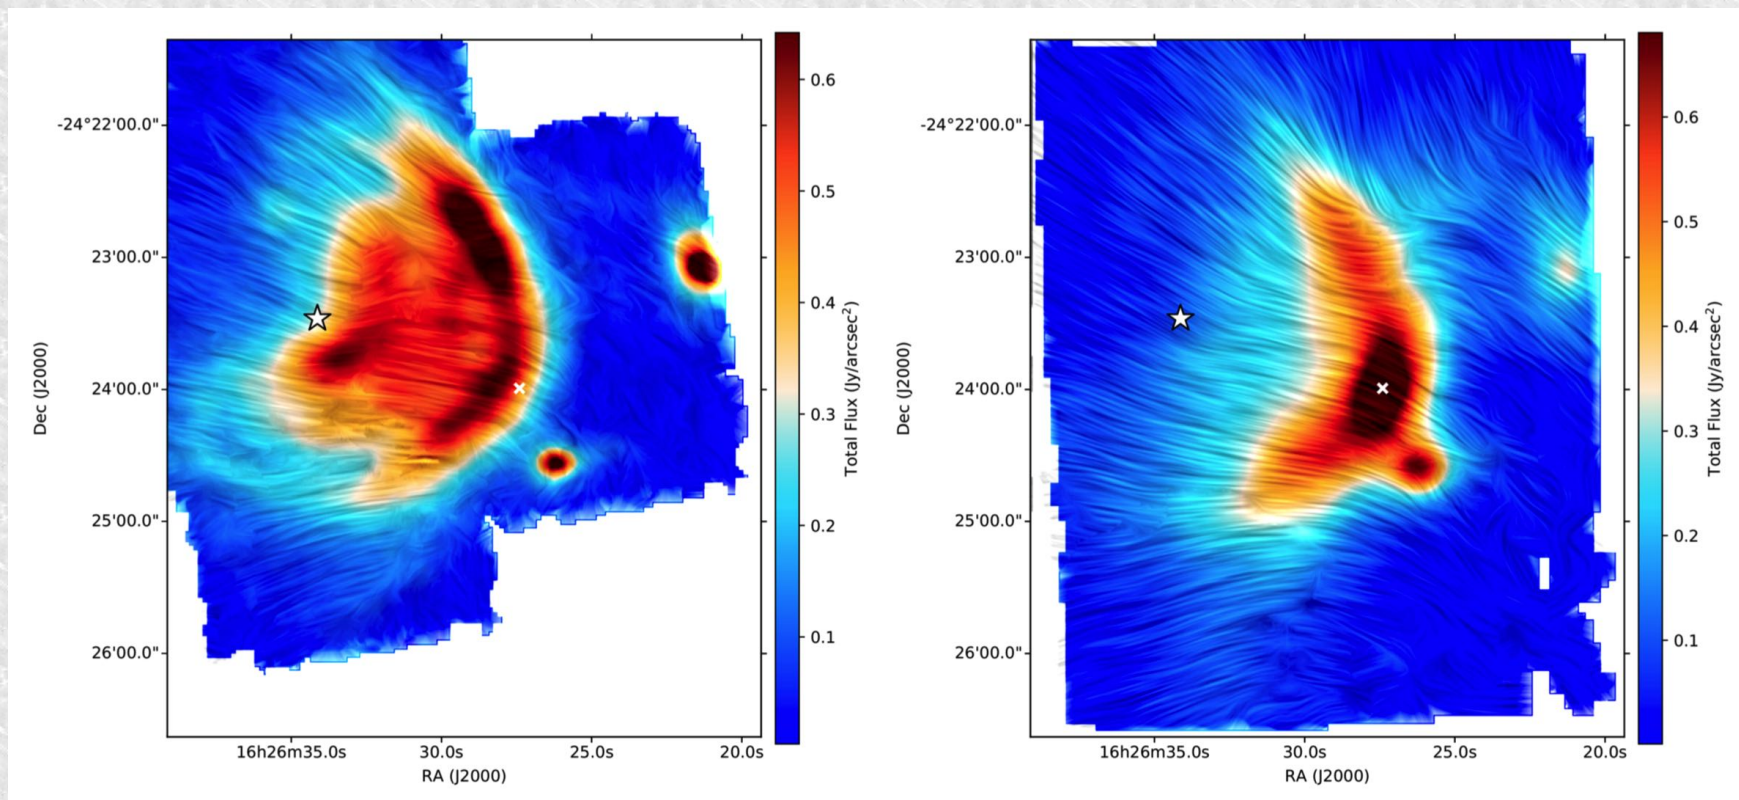 -24°22'00.0"
23'00.0"
24'00.0"
25'00.0"
26'00.0"
Dec (J2000)
16h26m35.0s
30.0s
25.0s
20.0s
RA (J2000)
0.6
0.5
0.4
0.3
0.2
0.1
Total Flux (Jy/arcsec²)
-24°22'00.0"
23'00.0"
24'00.0"
25'00.0"
26'00.0"
Dec (J2000)
16h26m35.0s
30.0s
25.0s
20.0s
RA (J2000)
0.6
0.5
0.4
0.3
0.2
0.1
Total Flux (Jy/arcsec²)